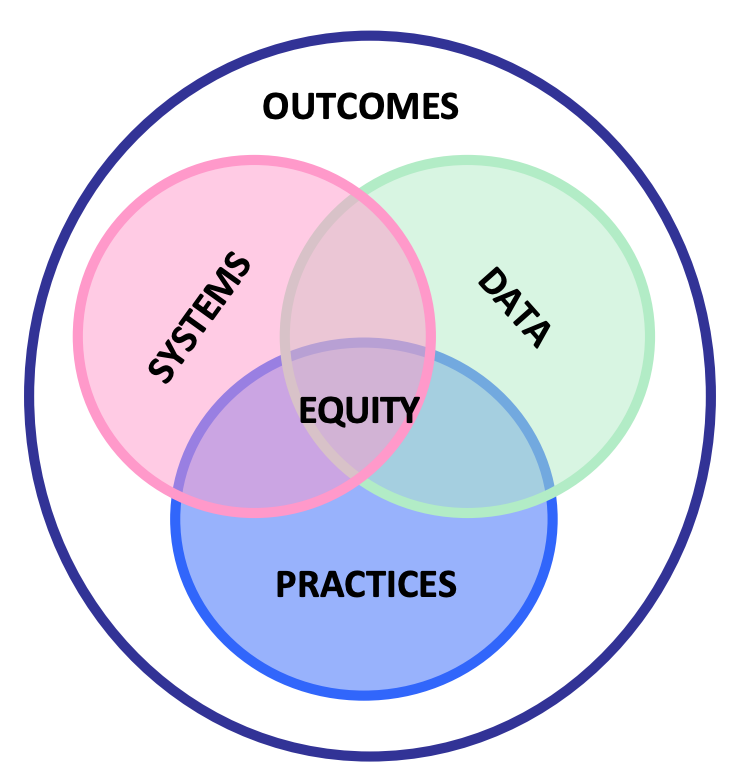 OUTCOMES
SYSTEMS
DATA
EQUITY
PRACTICES